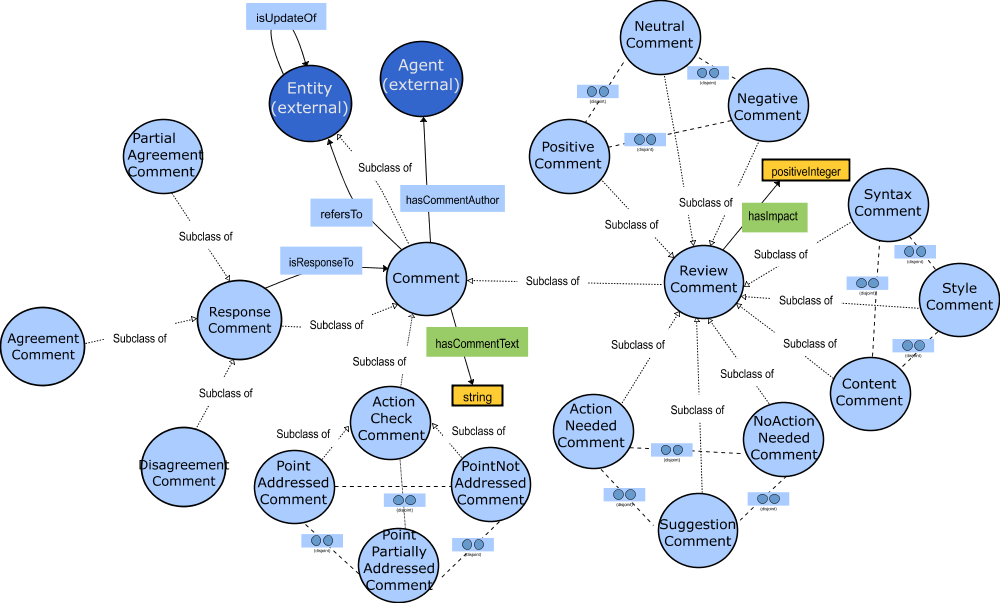 isUpdateOf
Entity
(external)
Agent
(external)
Neutral
Comment
(disjoint)
(disjoint)
Negative
Comment
(disjoint)
Positive
Comment
Partial
Agreement
Comment
Subclass of
hasCommentAuthor
refersTo
positiveInteger
hasImpact
Subclass of
Subclass of
Syntax
Comment
Subclass of
isResponseTo
Comment
Subclass of
Review
Comment
Subclass of
(disjoint)
(disjoint)
Style
Comment
Subclass of
Response
Comment
Subclass of
Agreement
Comment
Subclass of
hasCommentText
string
Subclass of
Subclass of
Subclass of
(disjoint)
Content
Comment
Subclass of
Subclass of
Disagreement
Comment
Action
Check
Comment
Subclass of
Subclass of
Subclass of
Action
Needed
Comment
NoAction
Needed
Comment
(disjoint)
Point
Addressed
Comment
PointNot
Addressed
Comment
(disjoint)
(disjoint)
(disjoint)
Suggestion
Comment
(disjoint)
(disjoint)
(disjoint)
Point
Partially
Addressed
Comment